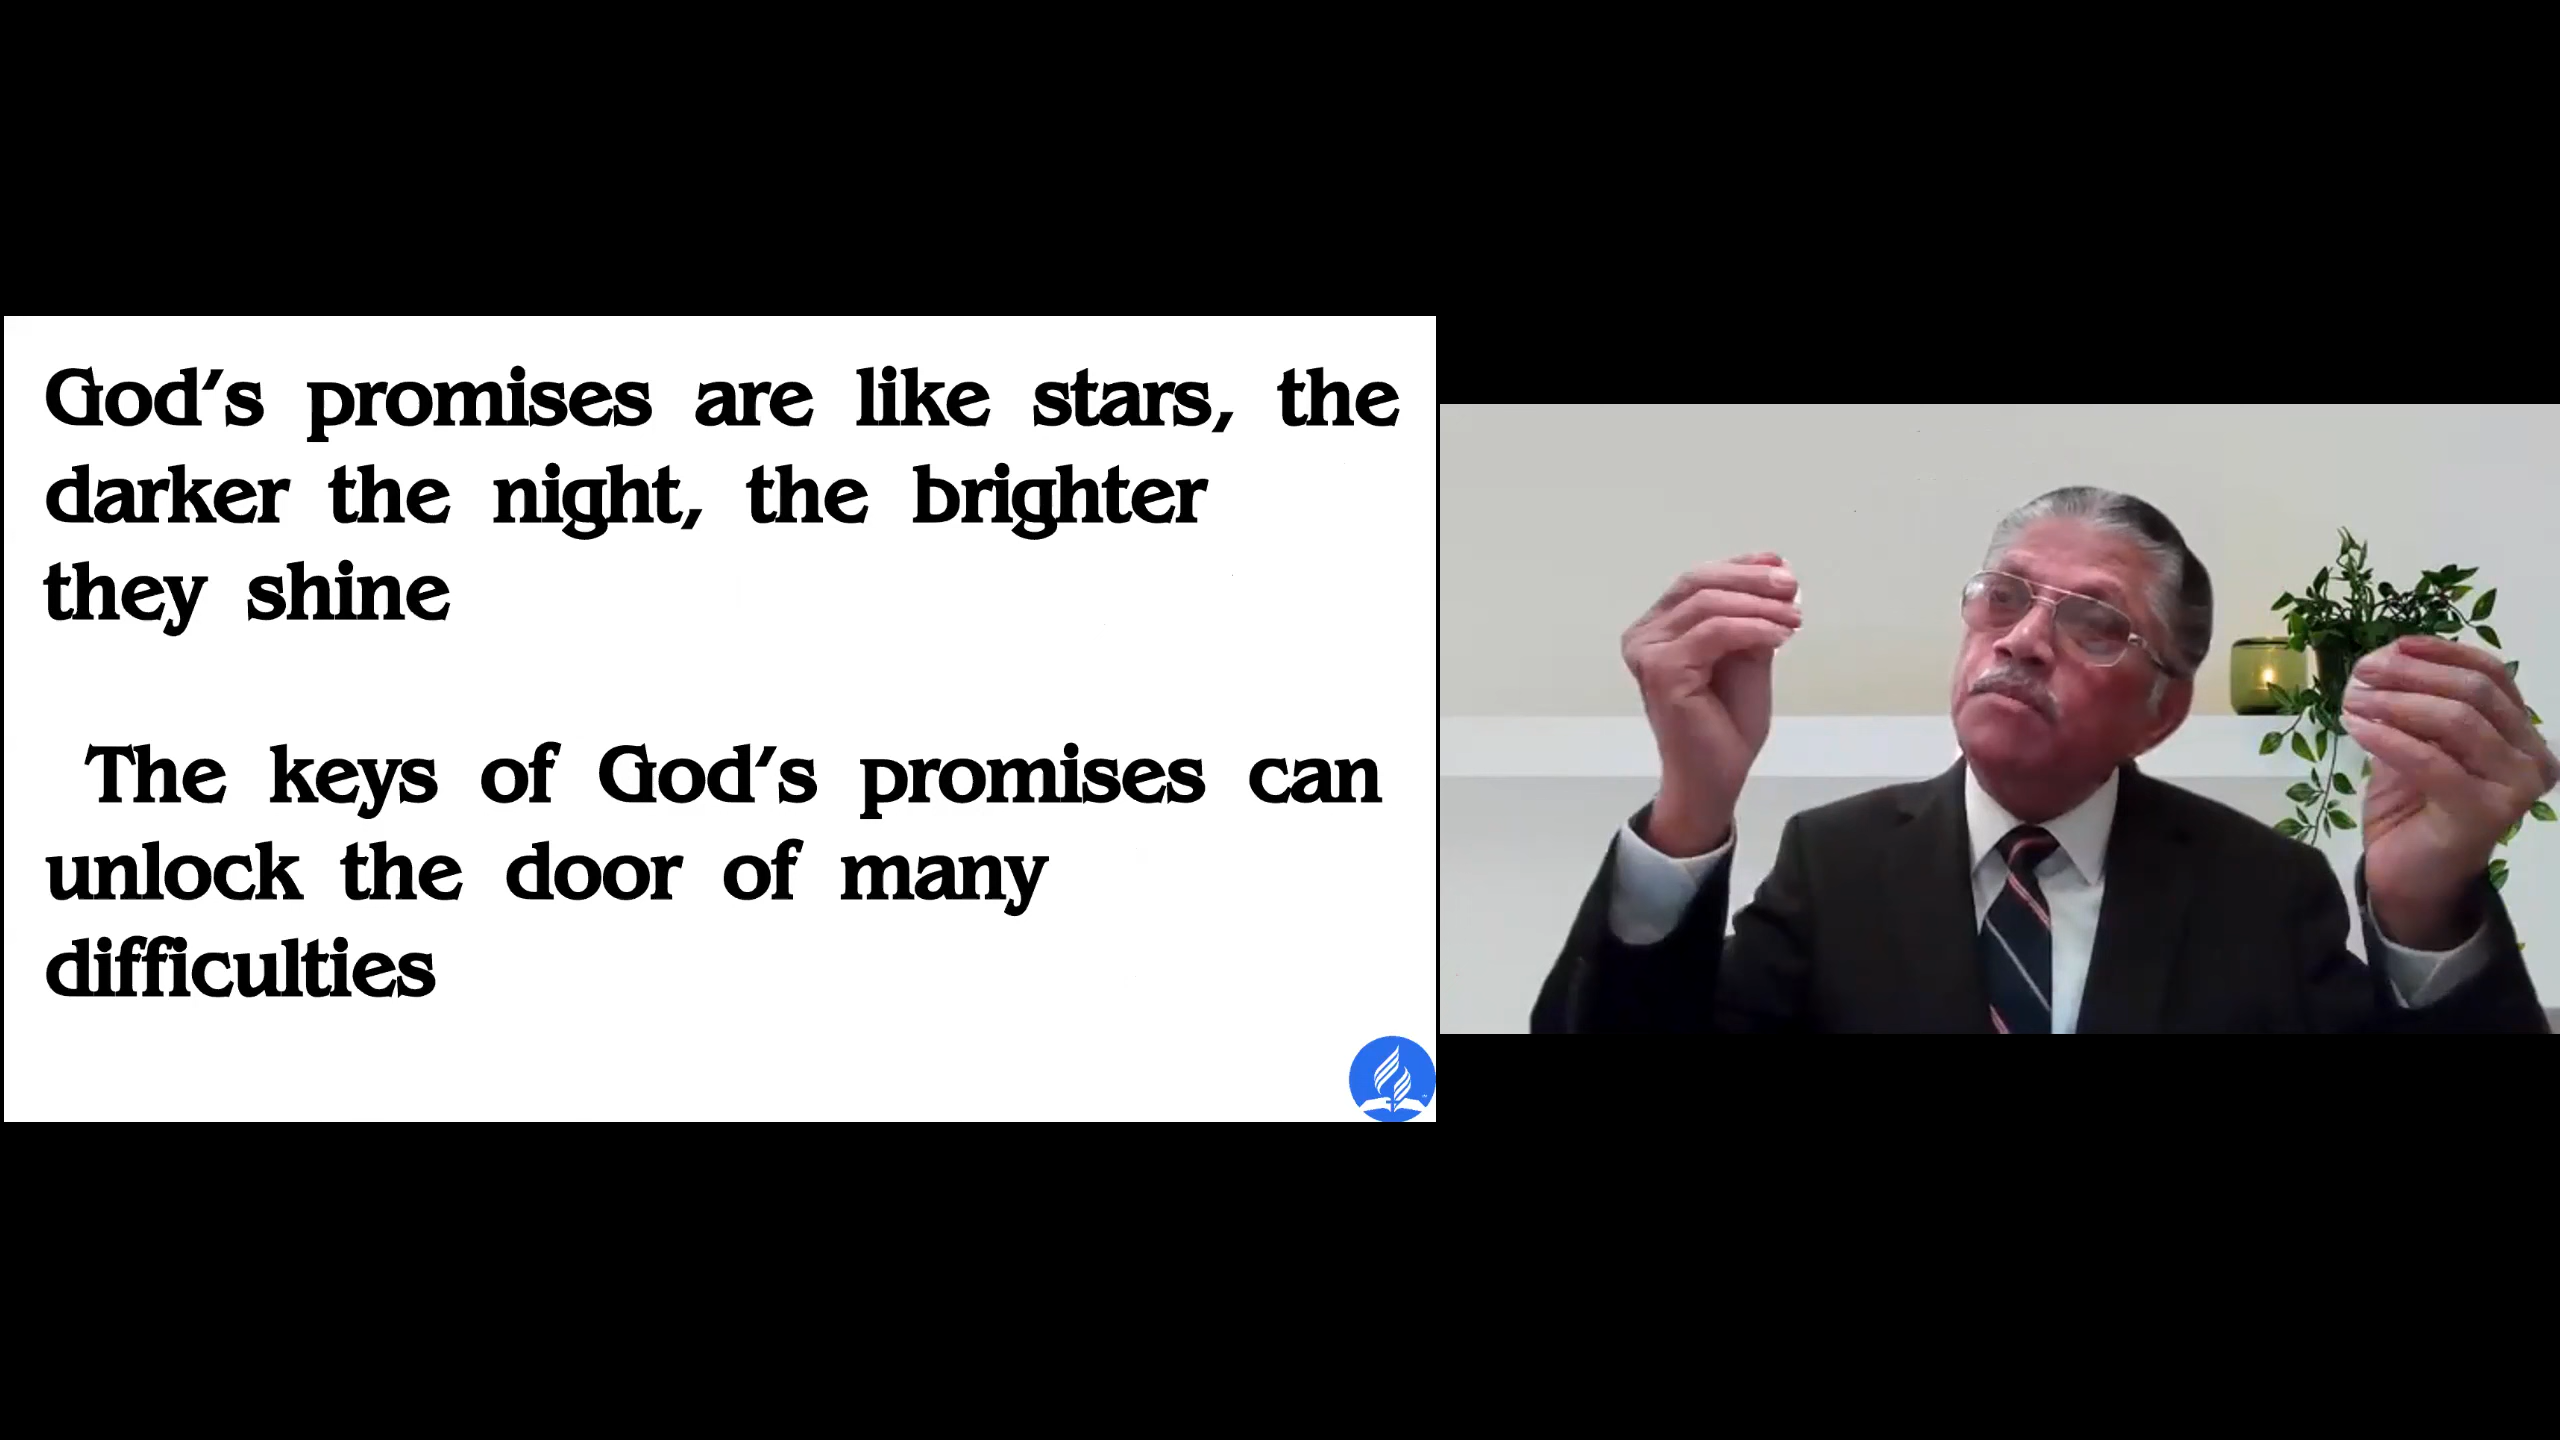 God's promises are like stars, the
darker the night, the brighter
they shine
The keys of God's promises can
unlock the door of many
difficulties